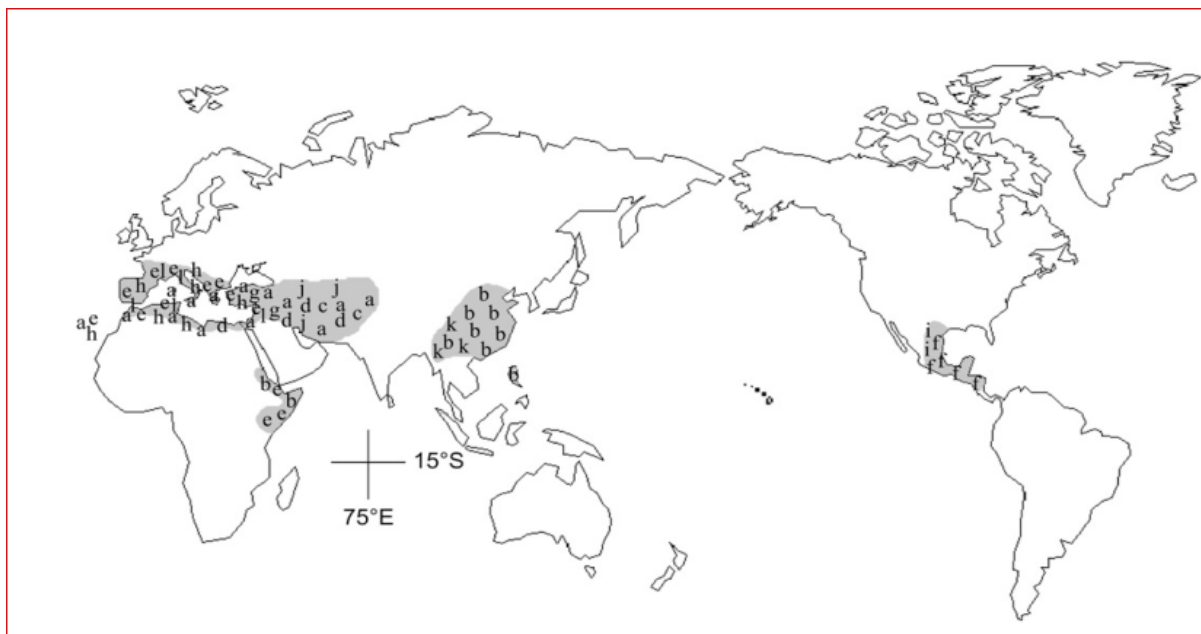 e l e h
l
h h e e a j j
e a a e g a b
l e l a h a d c a a
a e h a e l g d j d c b b
a e h a d a a k b b i
h b k k b i f
f f f
b e b b f
e e
15°S
75°E